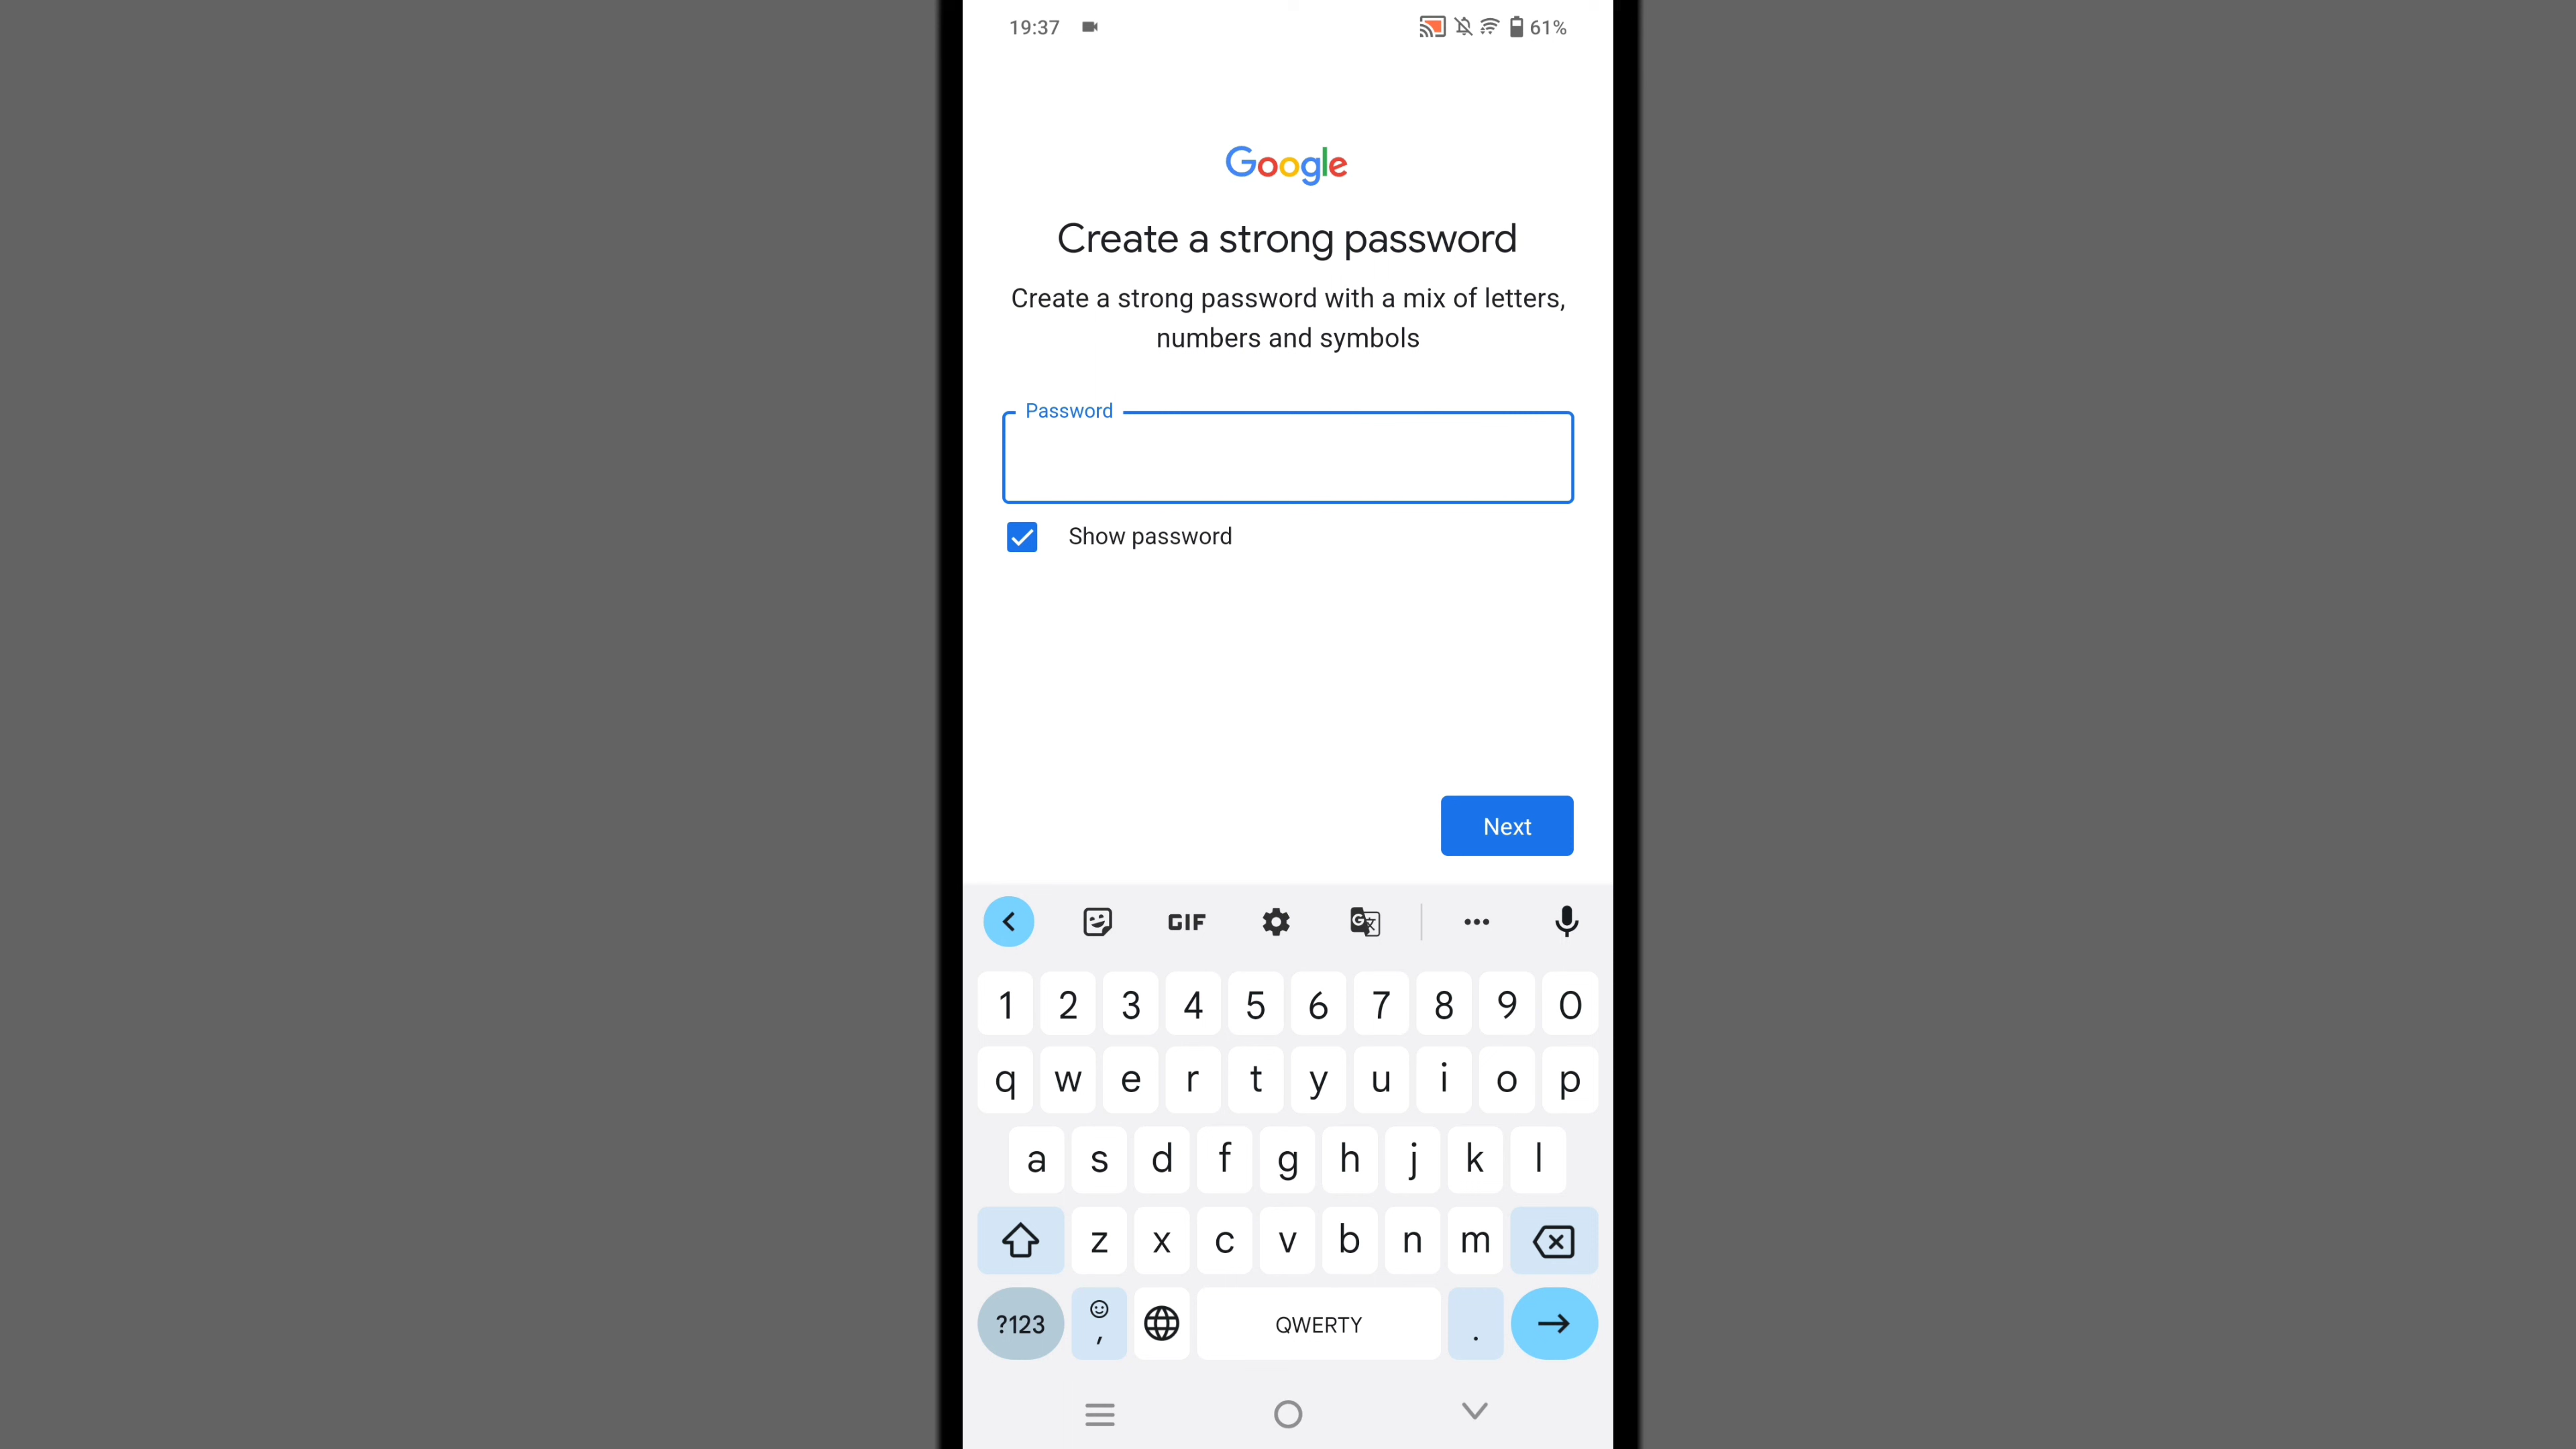 19:37
61%
Google
Create a strong password
Create a strong password with a mix of letters,
numbers and symbols
Password
Show password
Next
GIF
G
1 2 3 4 5 6 7 8 9 0
q w e r t y u i o p
a s d f g h j k l
z x c v b n m
?123 , QWERTY .